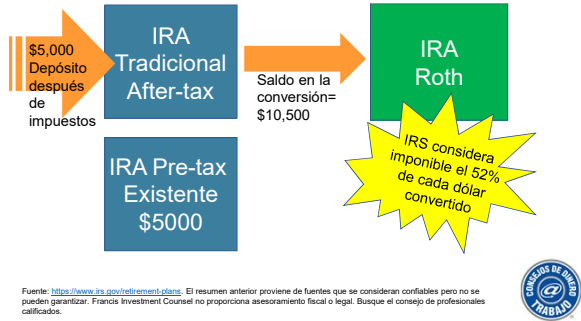 $5,000
Depósito
después
de
impuestos
IRA
Tradicional
After-tax
Saldo en la
conversión=
$10,500
IRA
Roth
IRS considera
imponible el 52%
de cada dólar
convertido
IRA Pre-tax
Existente
$5000
Fuente: https://www.irs.gov/retirement-plans. El resumen anterior proviene de fuentes que se consideran confiables pero no se
pueden garantizar. Francis Investment Counsel no proporciona asesoramiento fiscal o legal. Busque el consejo de profesionales
calificados.
CONSEJOS DE DINERO
@
TRABAJO